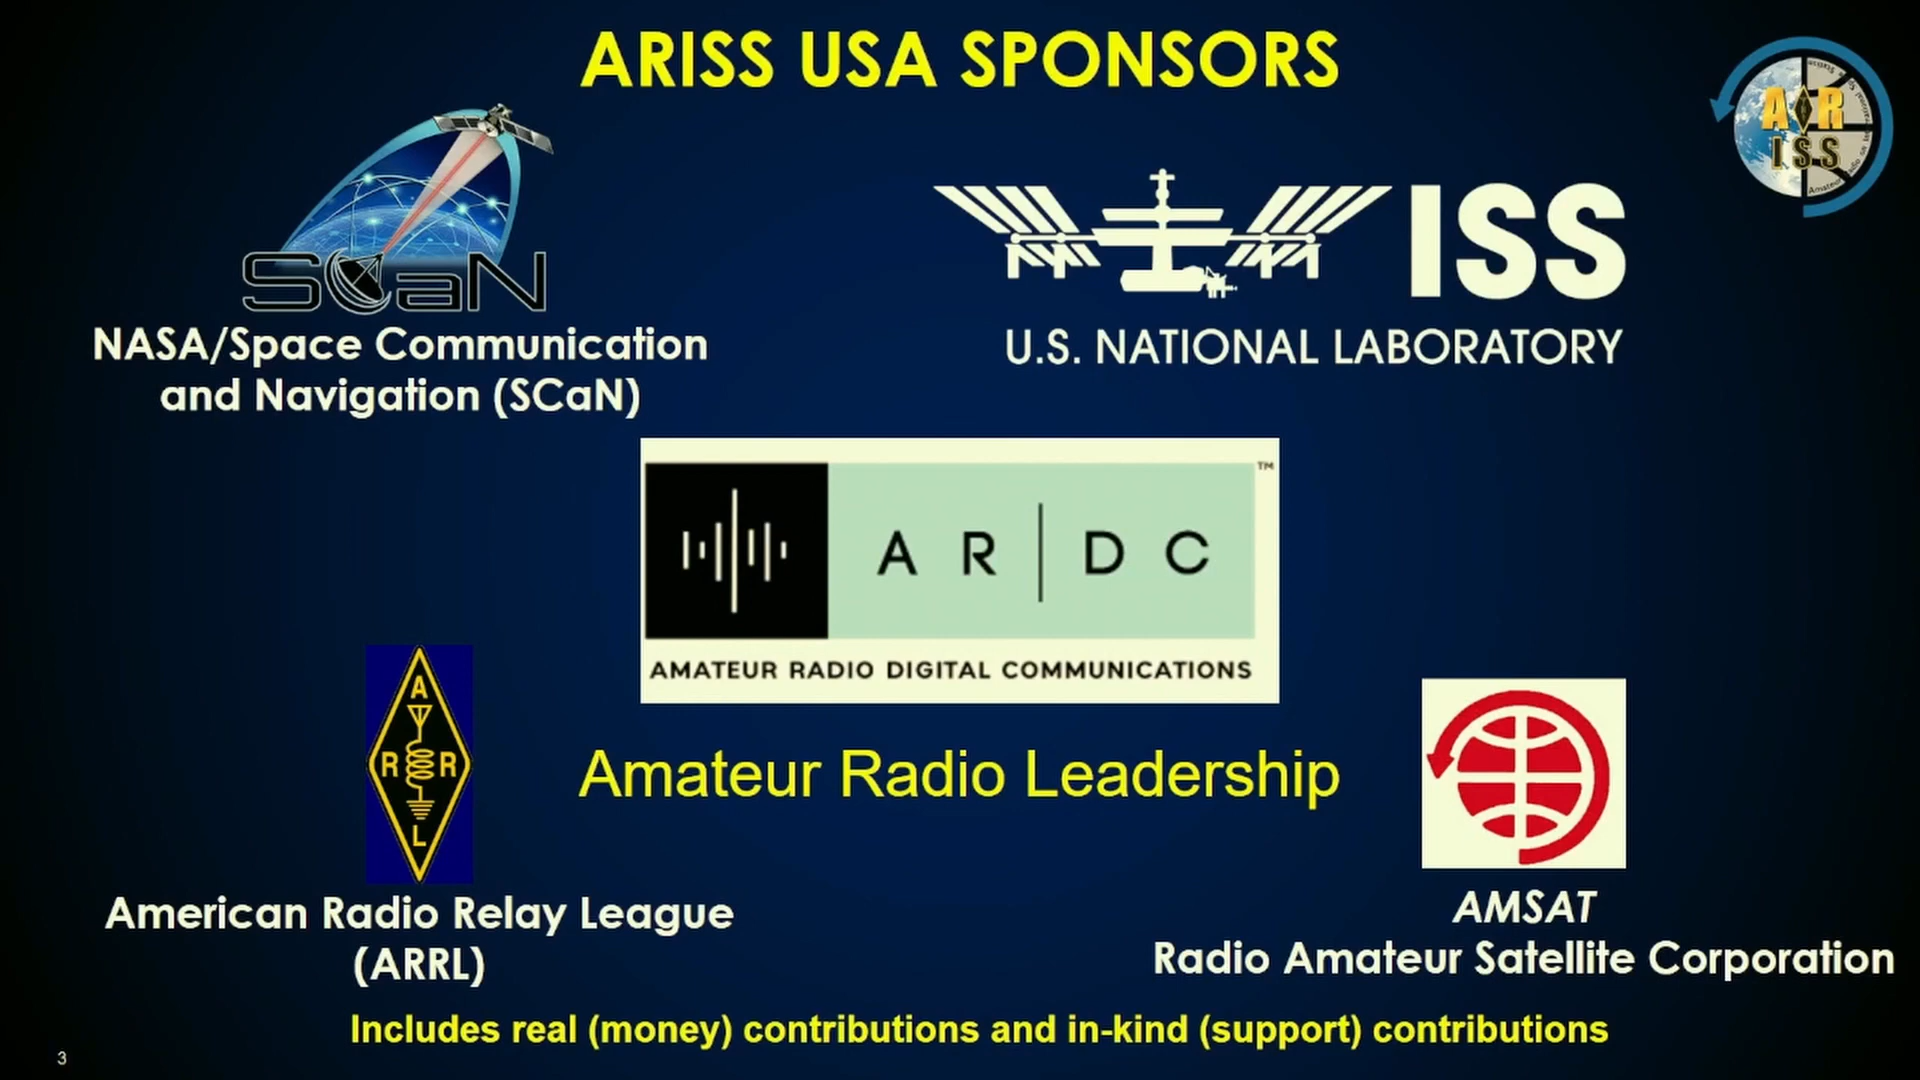 ARISS USA SPONSORS
A R
ISS
SCaN
NASA/Space Communication
and Navigation (SCaN)
ISS
U.S. NATIONAL LABORATORY
A R | D C
TM
AMATEUR RADIO DIGITAL COMMUNICATIONS
A
R R
L
Amateur Radio Leadership
American Radio Relay League
(ARRL)
AMSAT
Radio Amateur Satellite Corporation
Includes real (money) contributions and in-kind (support) contributions
3